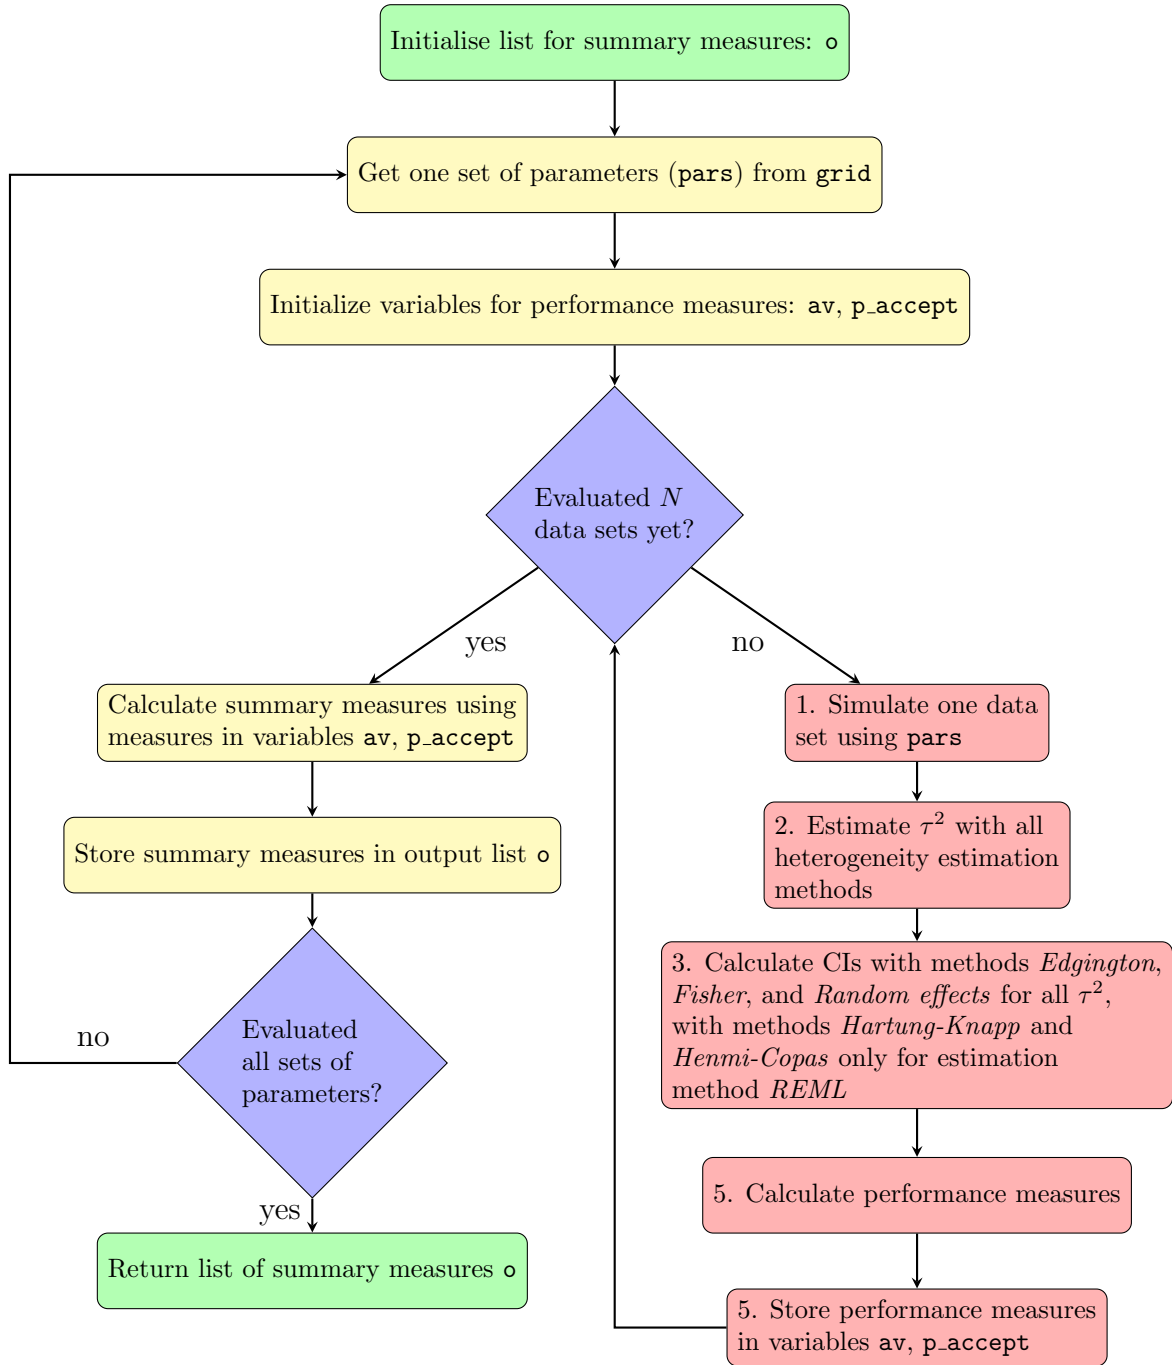 Initialise list for summary measures: o
Get one set of parameters (pars) from grid
Initialize variables for performance measures: av, p_accept
Evaluated N
data sets yet?
yes
no
Calculate summary measures using
measures in variables av, p_accept
Store summary measures in output list o
Evaluated
all sets of
parameters?
no
yes
Return list of summary measures o
1. Simulate one data
set using pars
2. Estimate τ² with all
heterogeneity estimation
methods
3. Calculate CIs with methods Edgington,
Fisher, and Random effects for all τ²,
with methods Hartung-Knapp and
Henmi-Copas only for estimation
method REML
5. Calculate performance measures
5. Store performance measures
in variables av, p_accept